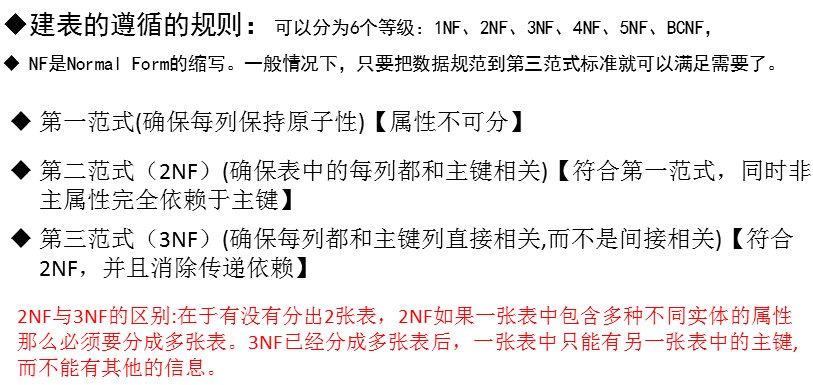 ◆建表的遵循的规则：可以分为6个等级：1NF、2NF、3NF、4NF、5NF、BCNF，
◆ NF是Normal Form的缩写。一般情况下，只要把数据规范到第三范式标准就可以满足需要了。
◆ 第一范式(确保每列保持原子性)【属性不可分】
◆ 第二范式（2NF）(确保表中的每列都和主键相关)【符合第一范式，同时非
主属性完全依赖于主键】
◆ 第三范式（3NF）(确保每列都和主键列直接相关,而不是间接相关)【符合
2NF，并且消除传递依赖】
2NF与3NF的区别:在于有没有分出2张表，2NF如果一张表中包含多种不同实体的属性
那么必须要分成多张表。3NF已经分成多张表后，一张表中只能有另一张表中的主键,
而不能有其他的信息。